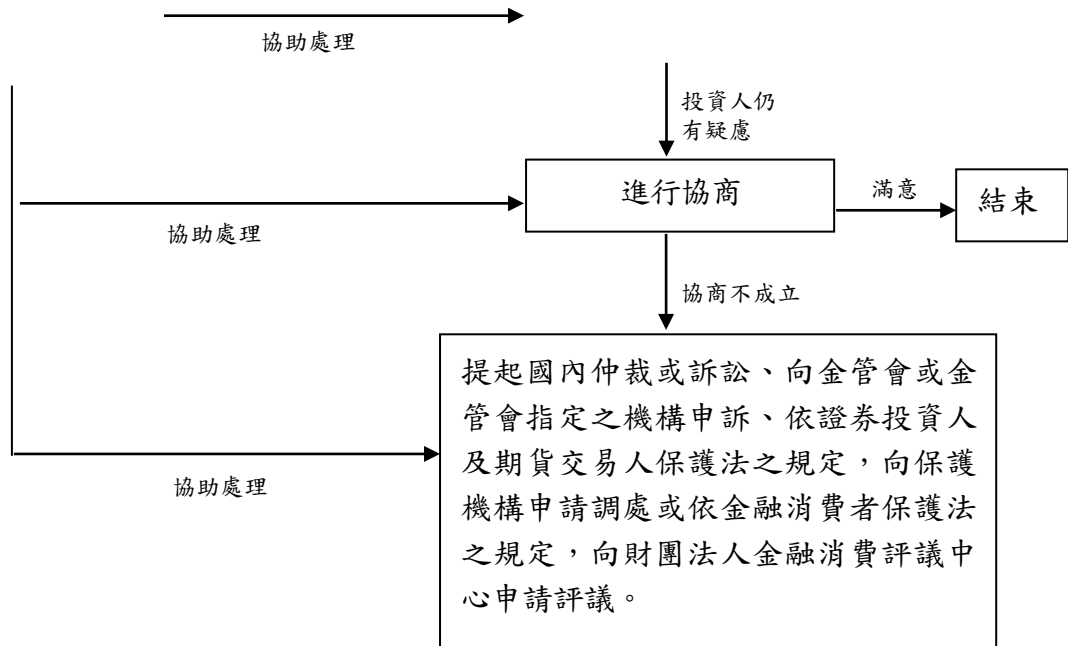 協助處理
投資人仍
有疑慮
進行協商
滿意
結束
協助處理
協商不成立
提起國內仲裁或訴訟、向金管會或金
管會指定之機構申訴、依證券投資人
及期貨交易人保護法之規定，向保護
機構申請調處或依金融消費者保護法
之規定，向財團法人金融消費評議中
心申請評議。
協助處理